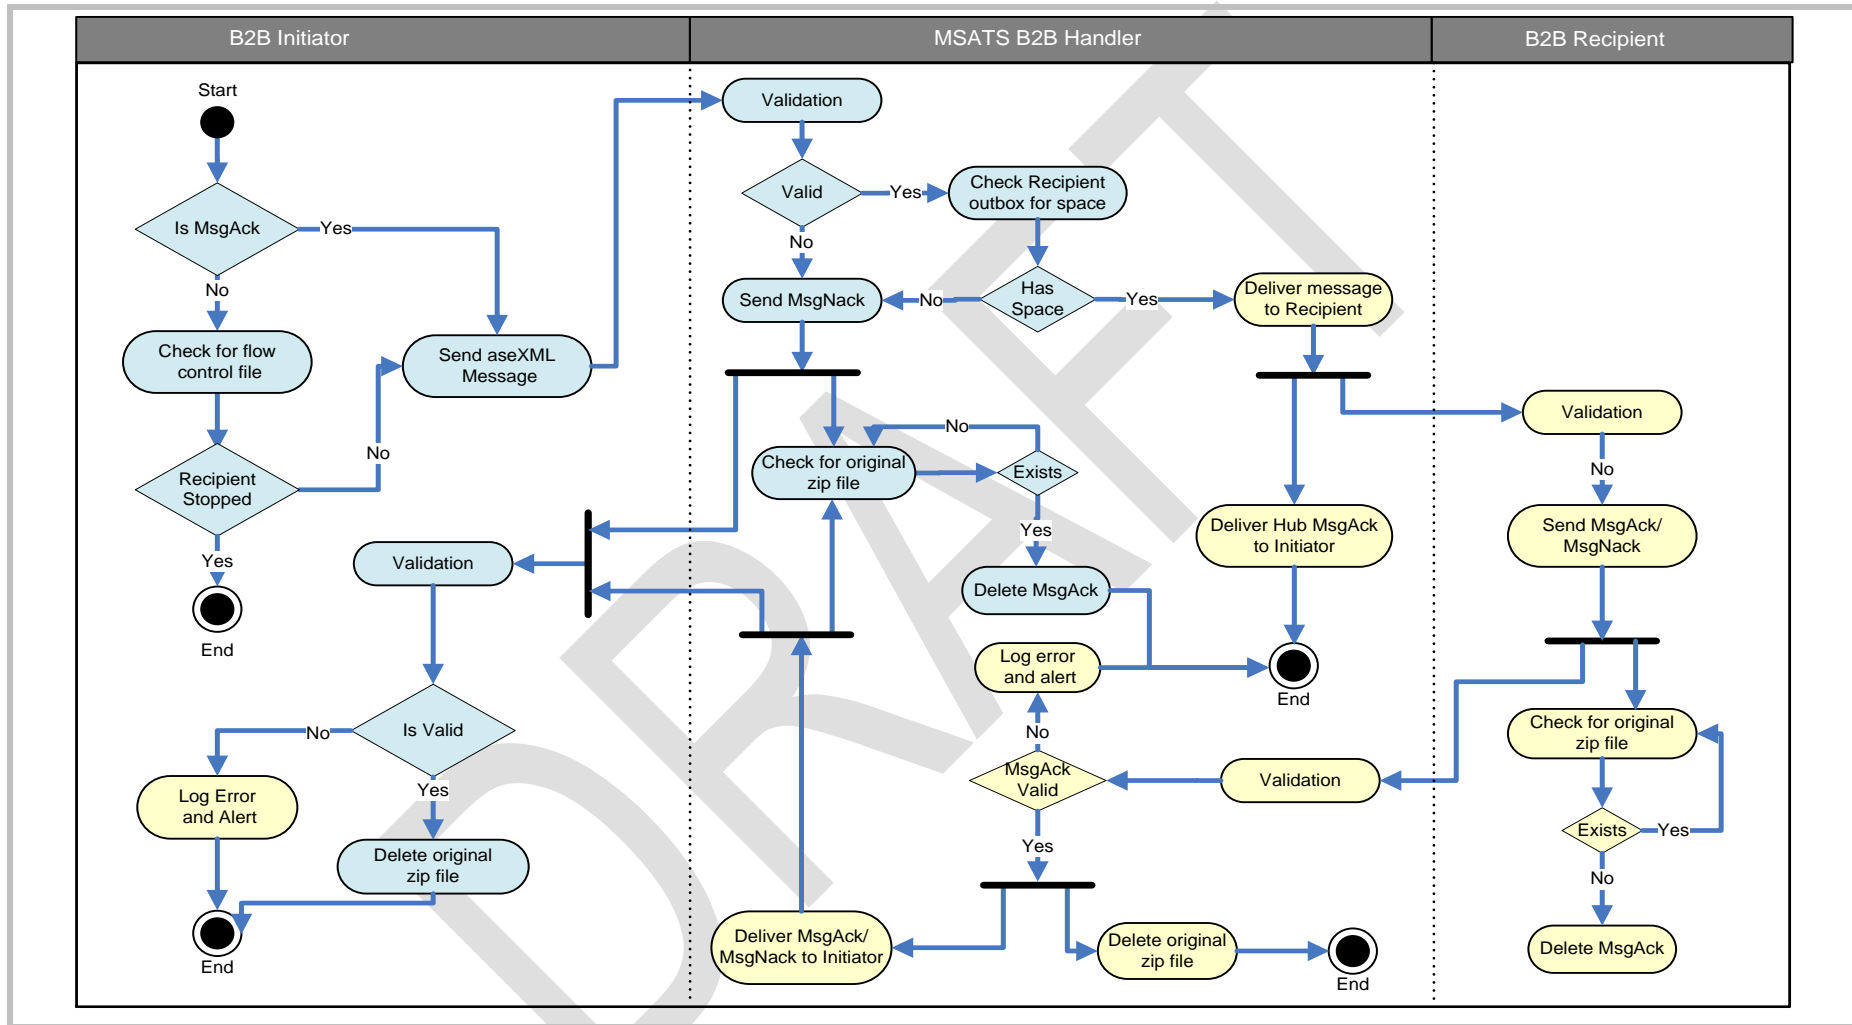 B2B Initiator
MSATS B2B Handler
B2B Recipient
Start
Is MsgAck
Yes
No
Check for flow
control file
Recipient
Stopped
No
Yes
End
Send aseXML
Message
Validation
Is Valid
No
Yes
Log Error
and Alert
Delete original
zip file
End
Validation
Valid
Yes
No
Check Recipient
outbox for space
Send MsgNack
No
Has
Space
Yes
Deliver message
to Recipient
Check for original
zip file
No
Exists
Yes
Delete MsgAck
Deliver Hub MsgAck
to Initiator
Log error
and alert
End
No
MsgAck
Valid
Validation
Yes
Deliver MsgAck/
MsgNack to Initiator
Delete original
zip file
End
Validation
No
Send MsgAck/
MsgNack
Check for original
zip file
Exists
Yes
No
Delete MsgAck
DRAFT